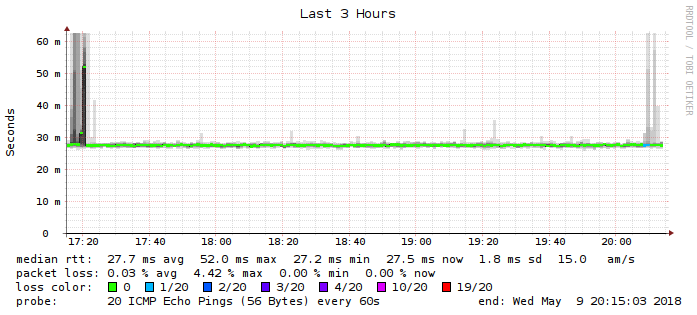 Last 3 Hours
RRDTOOL / TOBI OETIKER
Seconds
60 m
50 m
40 m
30 m
20 m
10 m
0
17:20 17:40 18:00 18:20 18:40 19:00 19:20 19:40 20:00
median rtt: 27.7 ms avg 52.0 ms max 27.2 ms min 27.5 ms now 1.8 ms sd 15.0 am/s
packet loss: 0.03 % avg 4.42 % max 0.00 % min 0.00 % now
loss color: 0 1/20 2/20 3/20 4/20 10/20 19/20
probe: 20 ICMP Echo Pings (56 Bytes) every 60s end: Wed May 9 20:15:03 2018